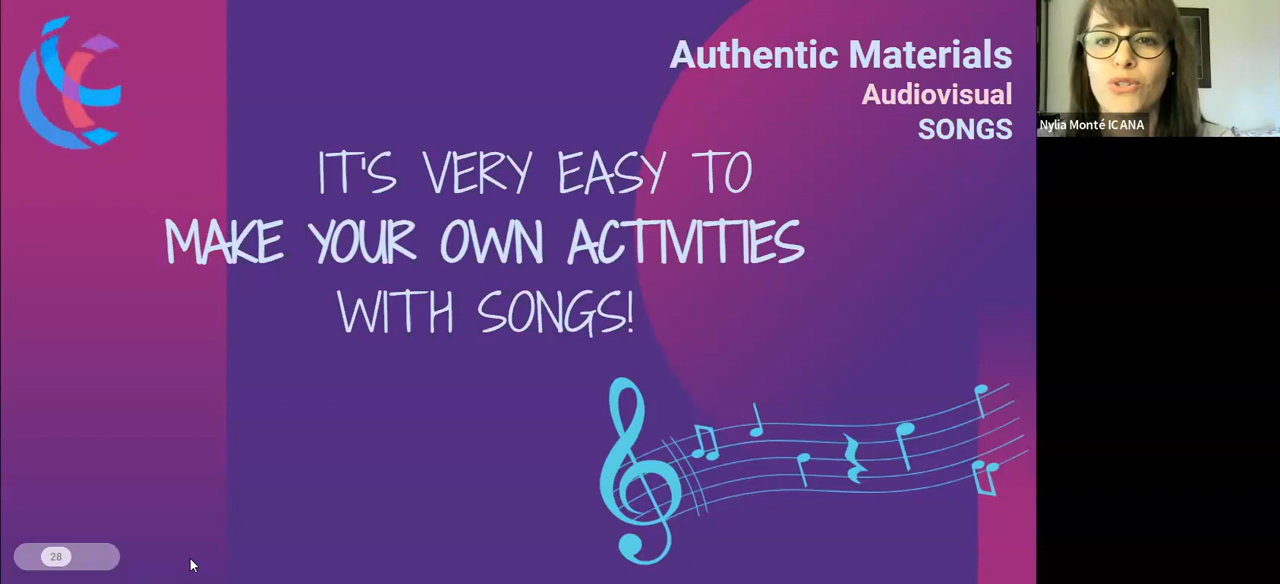 Authentic Materials
Audiovisual
SONGS
IT'S VERY EASY TO
MAKE YOUR OWN ACTIVITIES
WITH SONGS!
Nylia Monté ICANA
28